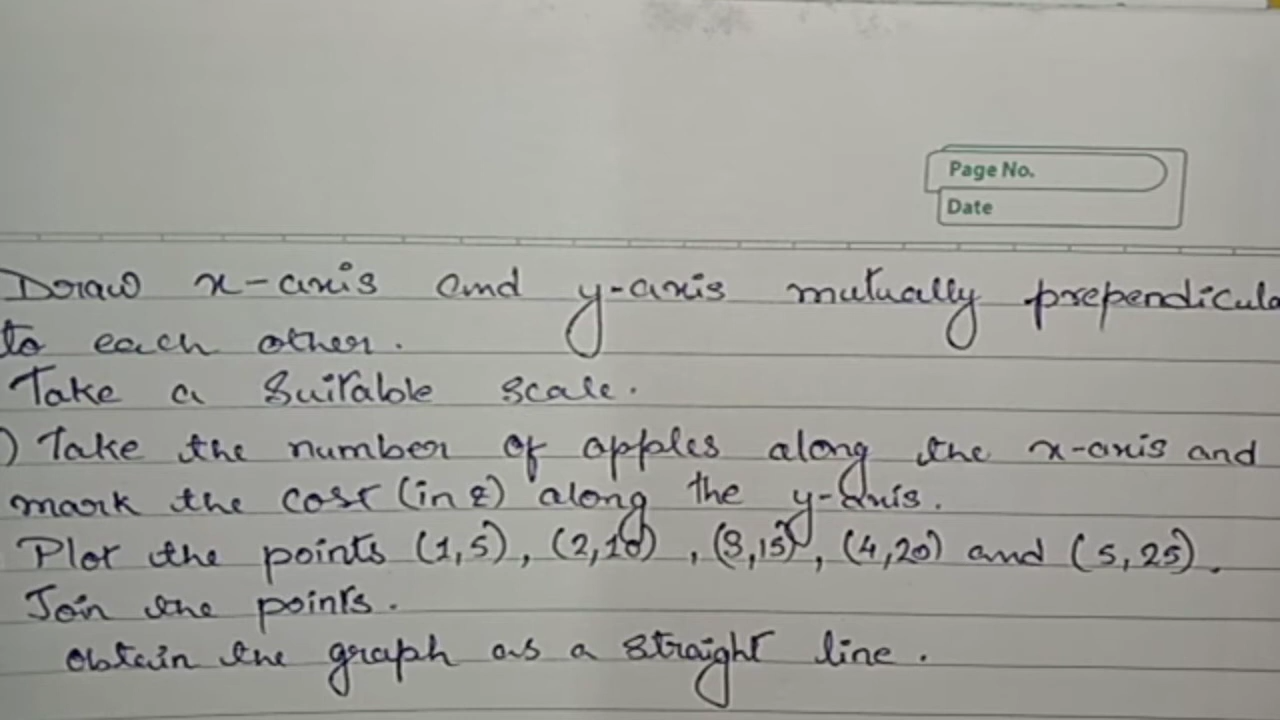 Page No.
Date
Draw x-axis and y-axis mutually prependicula
to each other.
Take a Suitable scale.
) Take the number of apples along the x-axis and
mark the cost (in ₹) along the y-axis.
Plot the points (1,5), (2,10), (3,15), (4,20) and (5,25).
Join the points.
obtain the graph as a straight line.